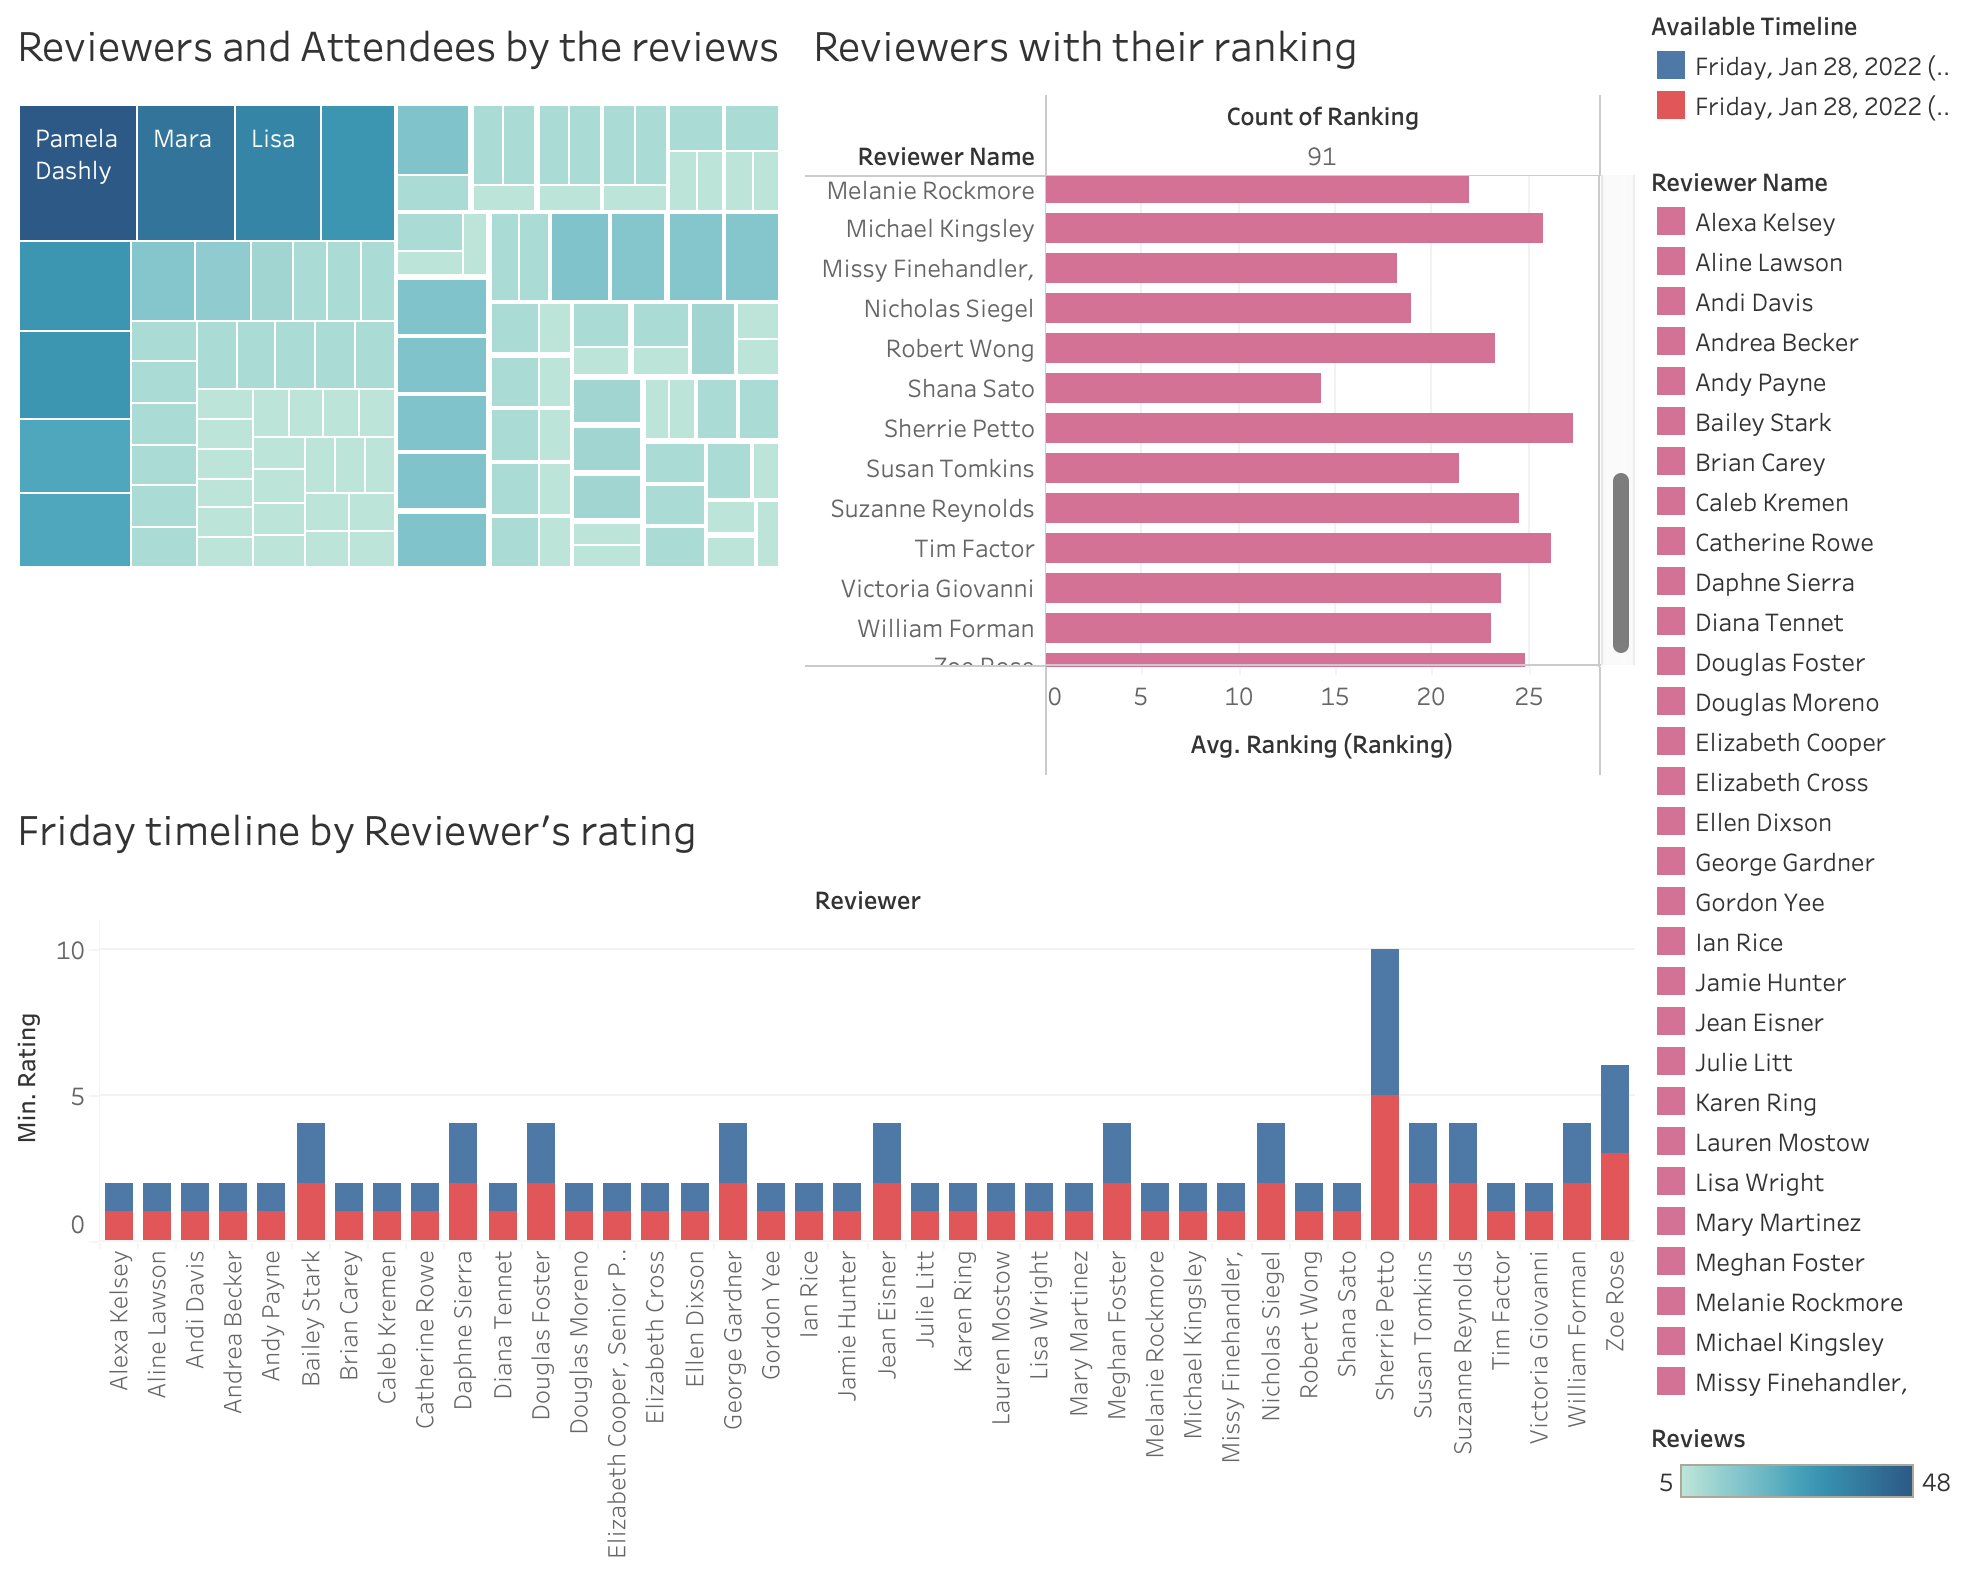 Reviewers and Attendees by the reviews
Pamela
Dashly
Mara
Lisa
Reviewers with their ranking
Count of Ranking
Reviewer Name
91
Melanie Rockmore
Michael Kingsley
Missy Finehandler,
Nicholas Siegel
Robert Wong
Shana Sato
Sherrie Petto
Susan Tomkins
Suzanne Reynolds
Tim Factor
Victoria Giovanni
William Forman
Zoe Rose
0 5 10 15 20 25
Avg. Ranking (Ranking)
Available Timeline
Friday, Jan 28, 2022 (..
Friday, Jan 28, 2022 (..
Reviewer Name
Alexa Kelsey
Aline Lawson
Andi Davis
Andrea Becker
Andy Payne
Bailey Stark
Brian Carey
Caleb Kremen
Catherine Rowe
Daphne Sierra
Diana Tennet
Douglas Foster
Douglas Moreno
Elizabeth Cooper
Elizabeth Cross
Ellen Dixson
George Gardner
Gordon Yee
Ian Rice
Jamie Hunter
Jean Eisner
Julie Litt
Karen Ring
Lauren Mostow
Lisa Wright
Mary Martinez
Meghan Foster
Melanie Rockmore
Michael Kingsley
Missy Finehandler,
Reviews
5 48
Friday timeline by Reviewer’s rating
Reviewer
Min. Rating
10
5
0
Alexa Kelsey
Aline Lawson
Andi Davis
Andrea Becker
Andy Payne
Bailey Stark
Brian Carey
Caleb Kremen
Catherine Rowe
Daphne Sierra
Diana Tennet
Douglas Foster
Douglas Moreno
Elizabeth Cooper, Senior P..
Elizabeth Cross
Ellen Dixson
George Gardner
Gordon Yee
Ian Rice
Jamie Hunter
Jean Eisner
Julie Litt
Karen Ring
Lauren Mostow
Lisa Wright
Mary Martinez
Meghan Foster
Melanie Rockmore
Michael Kingsley
Missy Finehandler,
Nicholas Siegel
Robert Wong
Shana Sato
Sherrie Petto
Susan Tomkins
Suzanne Reynolds
Tim Factor
Victoria Giovanni
William Forman
Zoe Rose